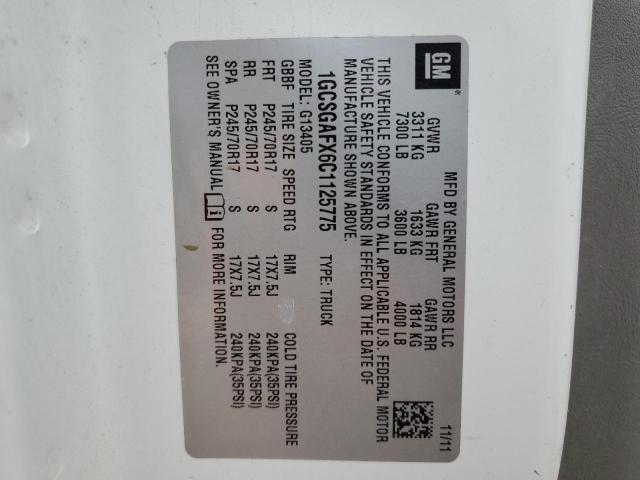 GM
MFD BY GENERAL MOTORS LLC 11/11
GVWR GAWR FRT GAWR RR
3311 KG 1633 KG 1814 KG
7300 LB 3600 LB 4000 LB
THIS VEHICLE CONFORMS TO ALL APPLICABLE U.S. FEDERAL MOTOR
VEHICLE SAFETY STANDARDS IN EFFECT ON THE DATE OF
MANUFACTURE SHOWN ABOVE.
1GCSGAFX6C1125775 TYPE: TRUCK
MODEL: G13405
GBBF TIRE SIZE SPEED RTG RIM COLD TIRE PRESSURE
FRT P245/70R17 S 17X7.5J 240KPA(35PSI)
RR P245/70R17 S 17X7.5J 240KPA(35PSI)
SPA P245/70R17 S 17X7.5J 240KPA(35PSI)
SEE OWNER'S MANUAL FOR MORE INFORMATION.